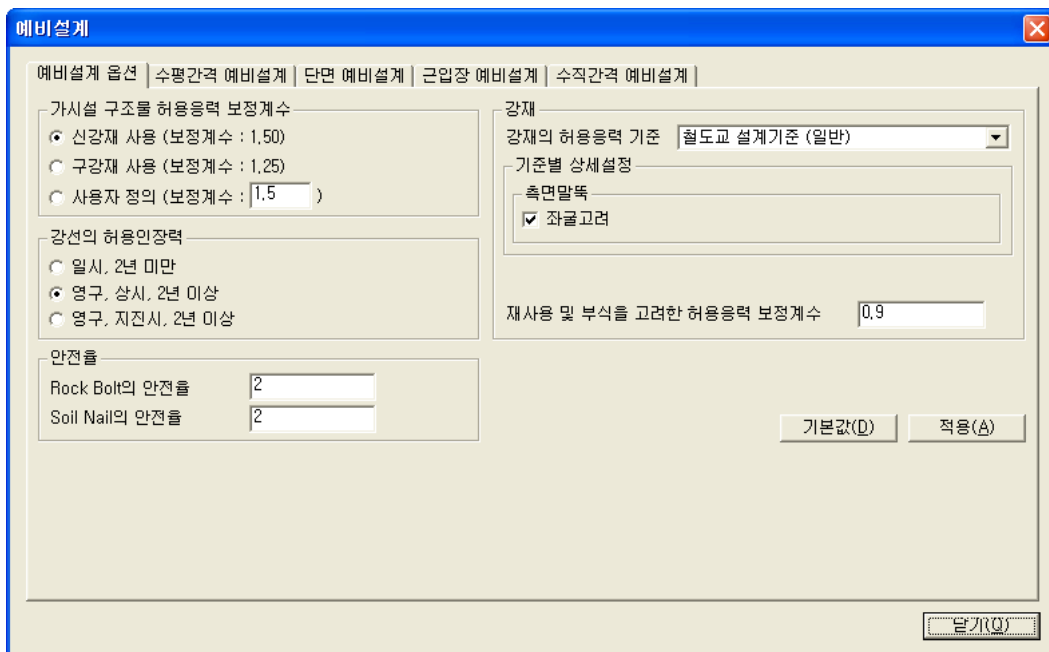 예비설계
예비설계 옵션 수평간격 예비설계 단면 예비설계 근입장 예비설계 수직간격 예비설계
가시설 구조물 허용응력 보정계수
신강재 사용 (보정계수 : 1,50)
구강재 사용 (보정계수 : 1,25)
사용자 정의 (보정계수 : 1,5 )
강선의 허용인장력
일시, 2년 미만
영구, 상시, 2년 이상
영구, 지진시, 2년 이상
안전율
Rock Bolt의 안전율 2
Soil Nail의 안전율 2
강재
강재의 허용응력 기준 철도교 설계기준 (일반)
기준별 상세설정
측면말뚝
좌굴고려
재사용 및 부식을 고려한 허용응력 보정계수 0,9
기본값(D) 적용(A)
닫기(Q)